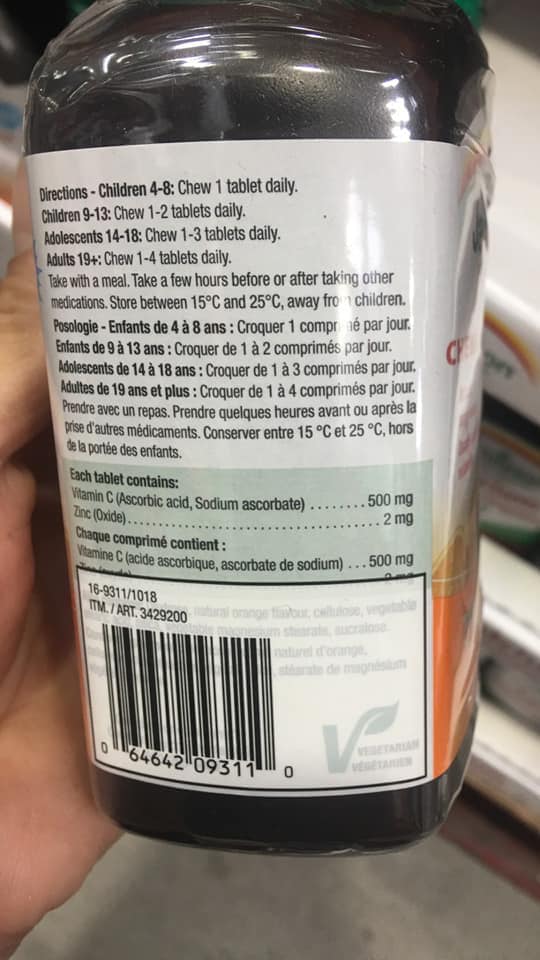 Directions - Children 4-8: Chew 1 tablet daily.
Children 9-13: Chew 1-2 tablets daily.
Adolescents 14-18: Chew 1-3 tablets daily.
Adults 19+: Chew 1-4 tablets daily.
Take with a meal. Take a few hours before or after taking other
medications. Store between 15°C and 25°C, away from children.
Posologie - Enfants de 4 à 8 ans : Croquer 1 comprimé par jour.
Enfants de 9 à 13 ans : Croquer de 1 à 2 comprimés par jour.
Adolescents de 14 à 18 ans : Croquer de 1 à 3 comprimés par jour.
Adultes de 19 ans et plus : Croquer de 1 à 4 comprimés par jour.
Prendre avec un repas. Prendre quelques heures avant ou après la
prise d'autres médicaments. Conserver entre 15 °C et 25 °C, hors
de la portée des enfants.
Each tablet contains:
Vitamin C (Ascorbic acid, Sodium ascorbate) ........ 500 mg
Zinc (Oxide)........................................ 2 mg
Chaque comprimé contient :
Vitamine C (acide ascorbique, ascorbate de sodium) ... 500 mg
16-9311/1018
ITM. / ART. 3429200
natural orange flavour, cellulose, vegetable
magnesium stearate, sucralose.
naturel d'orange,
stéarate de magnésium
0 64642 09311 0
VEGETARIAN
VÉGÉTARIEN